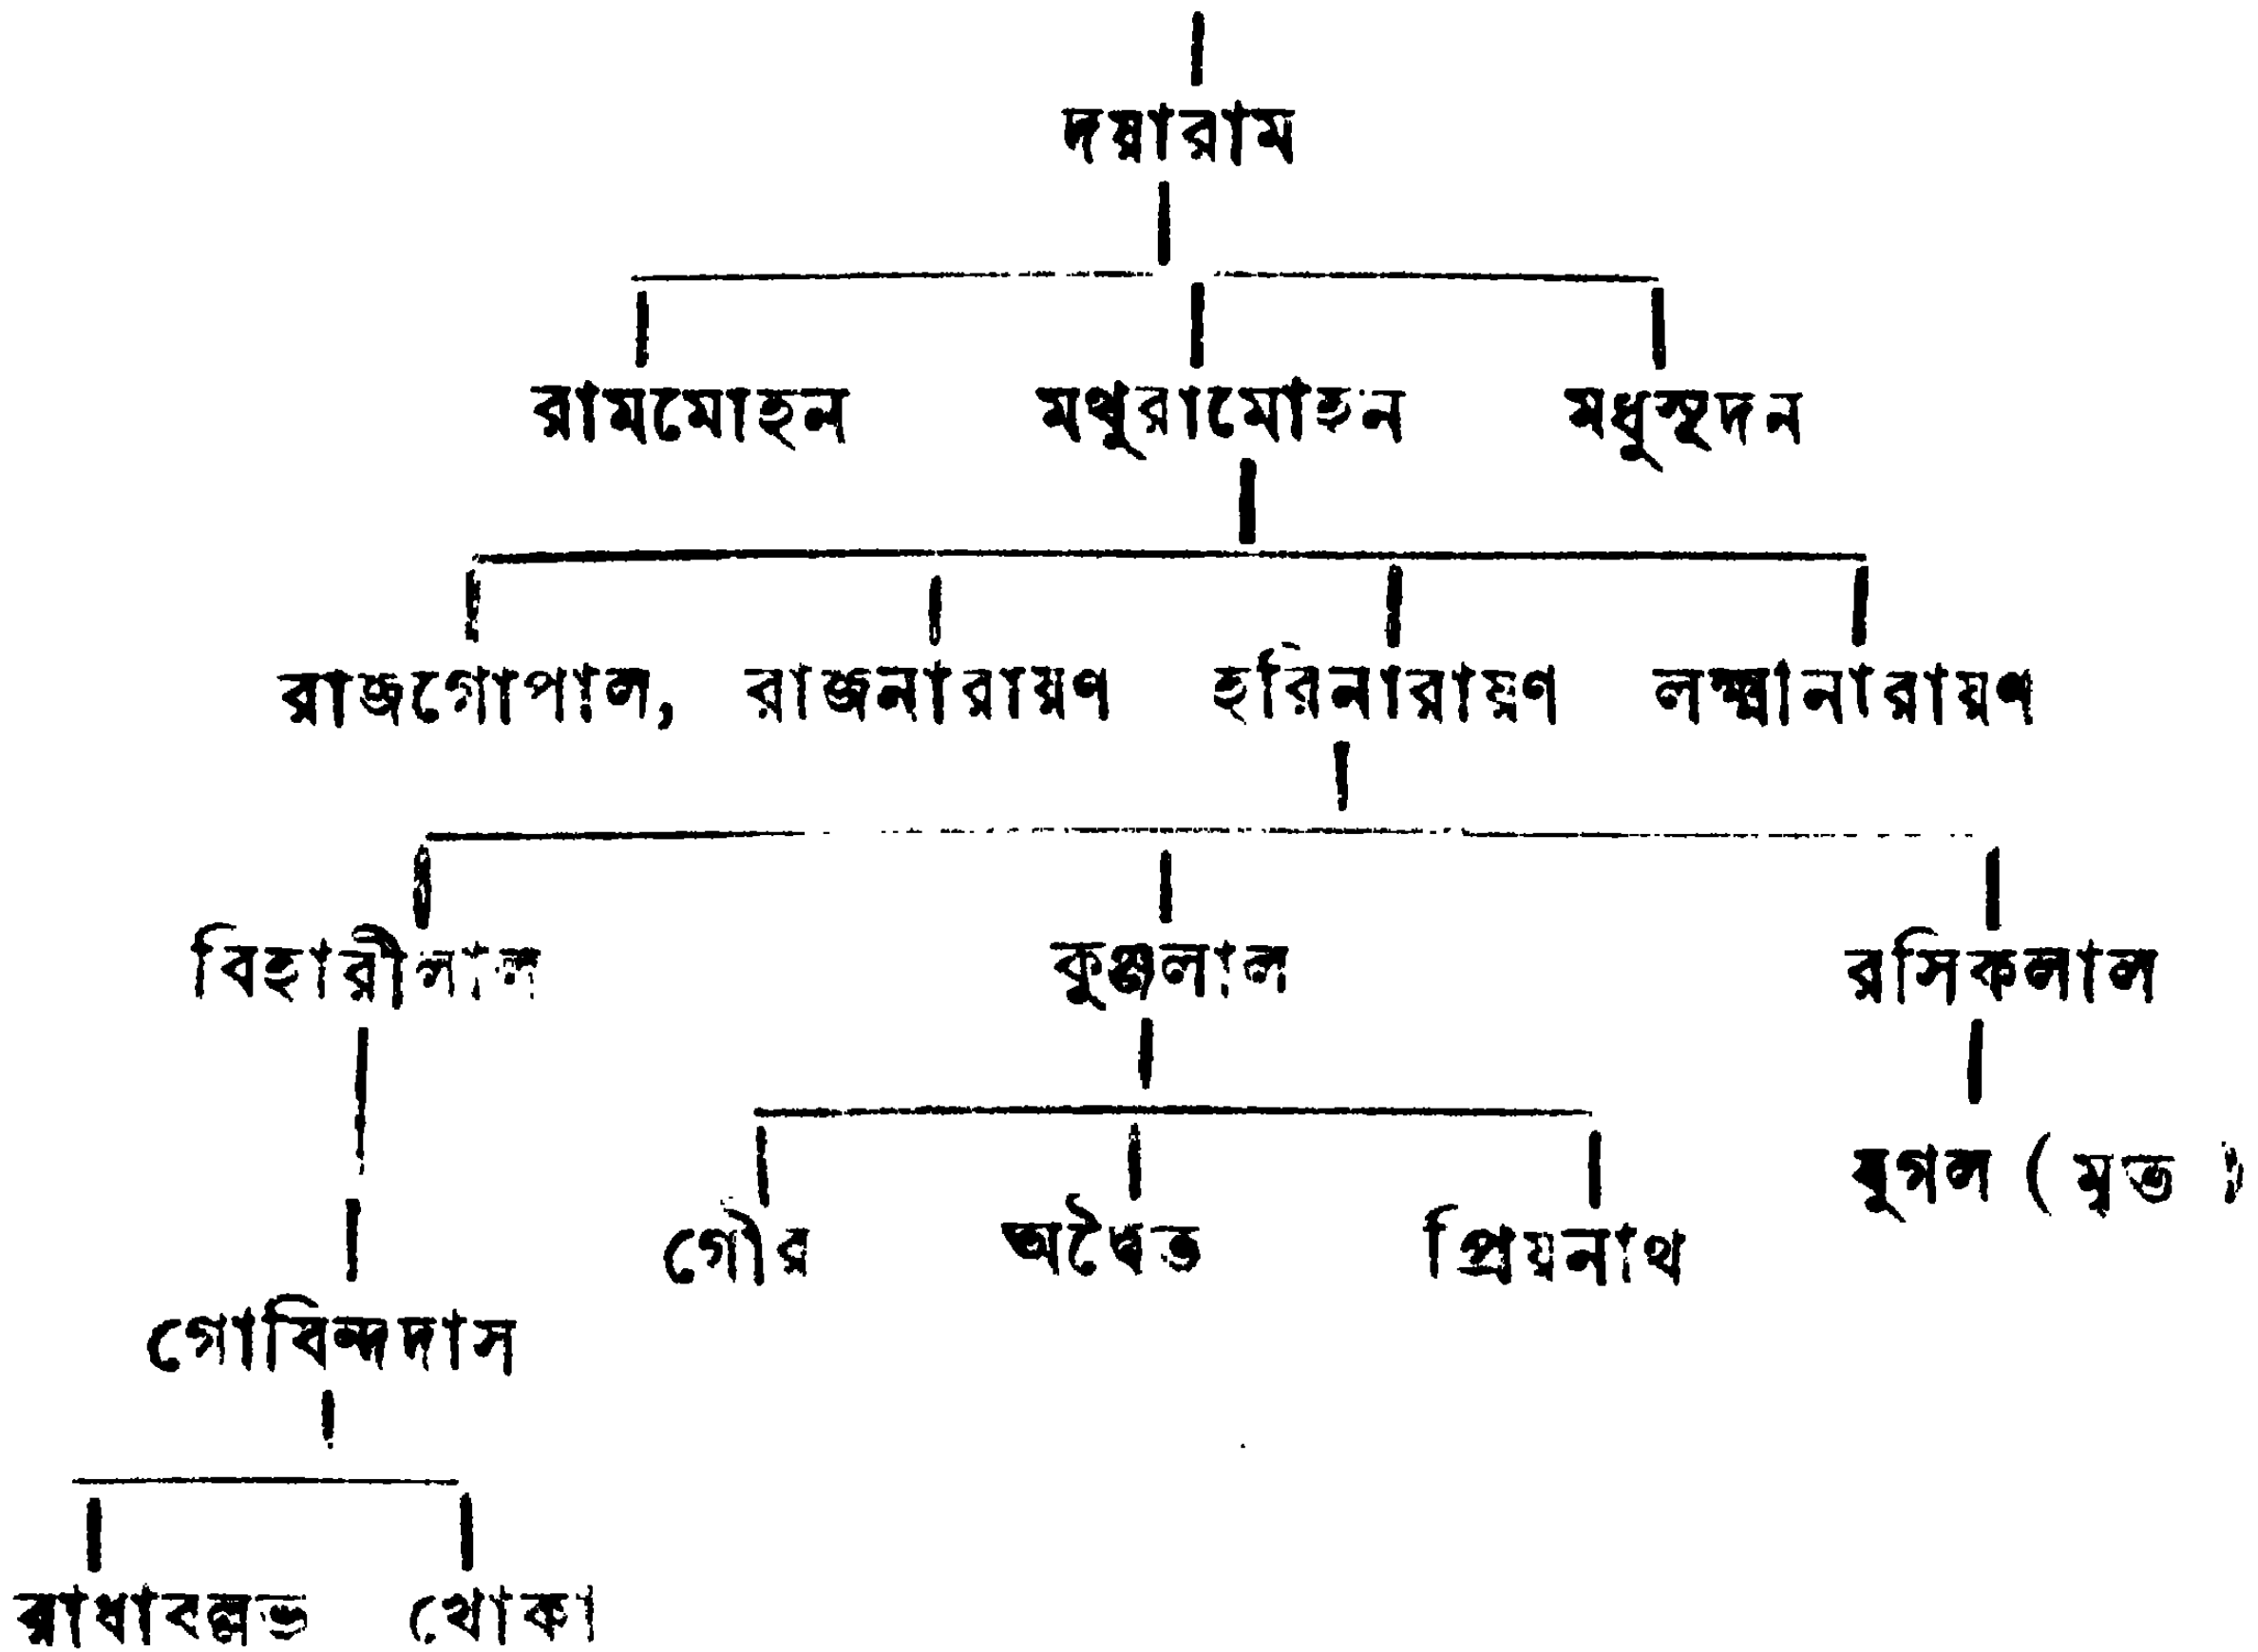 দয়ারাম
রামমোহন মথুরামোহন মধুসূদন
রাজগোপাল, রাজনারায়ণ হরিনারায়ণ লক্ষ্মীনারায়ণ
বিহারীলাল কুঞ্জলাল রসিকলাল
যুগল ( মৃত )
গৌর অদ্বৈত প্রিয়নাথ
গোবিন্দদাস
রাধাবল্লভ খোকা